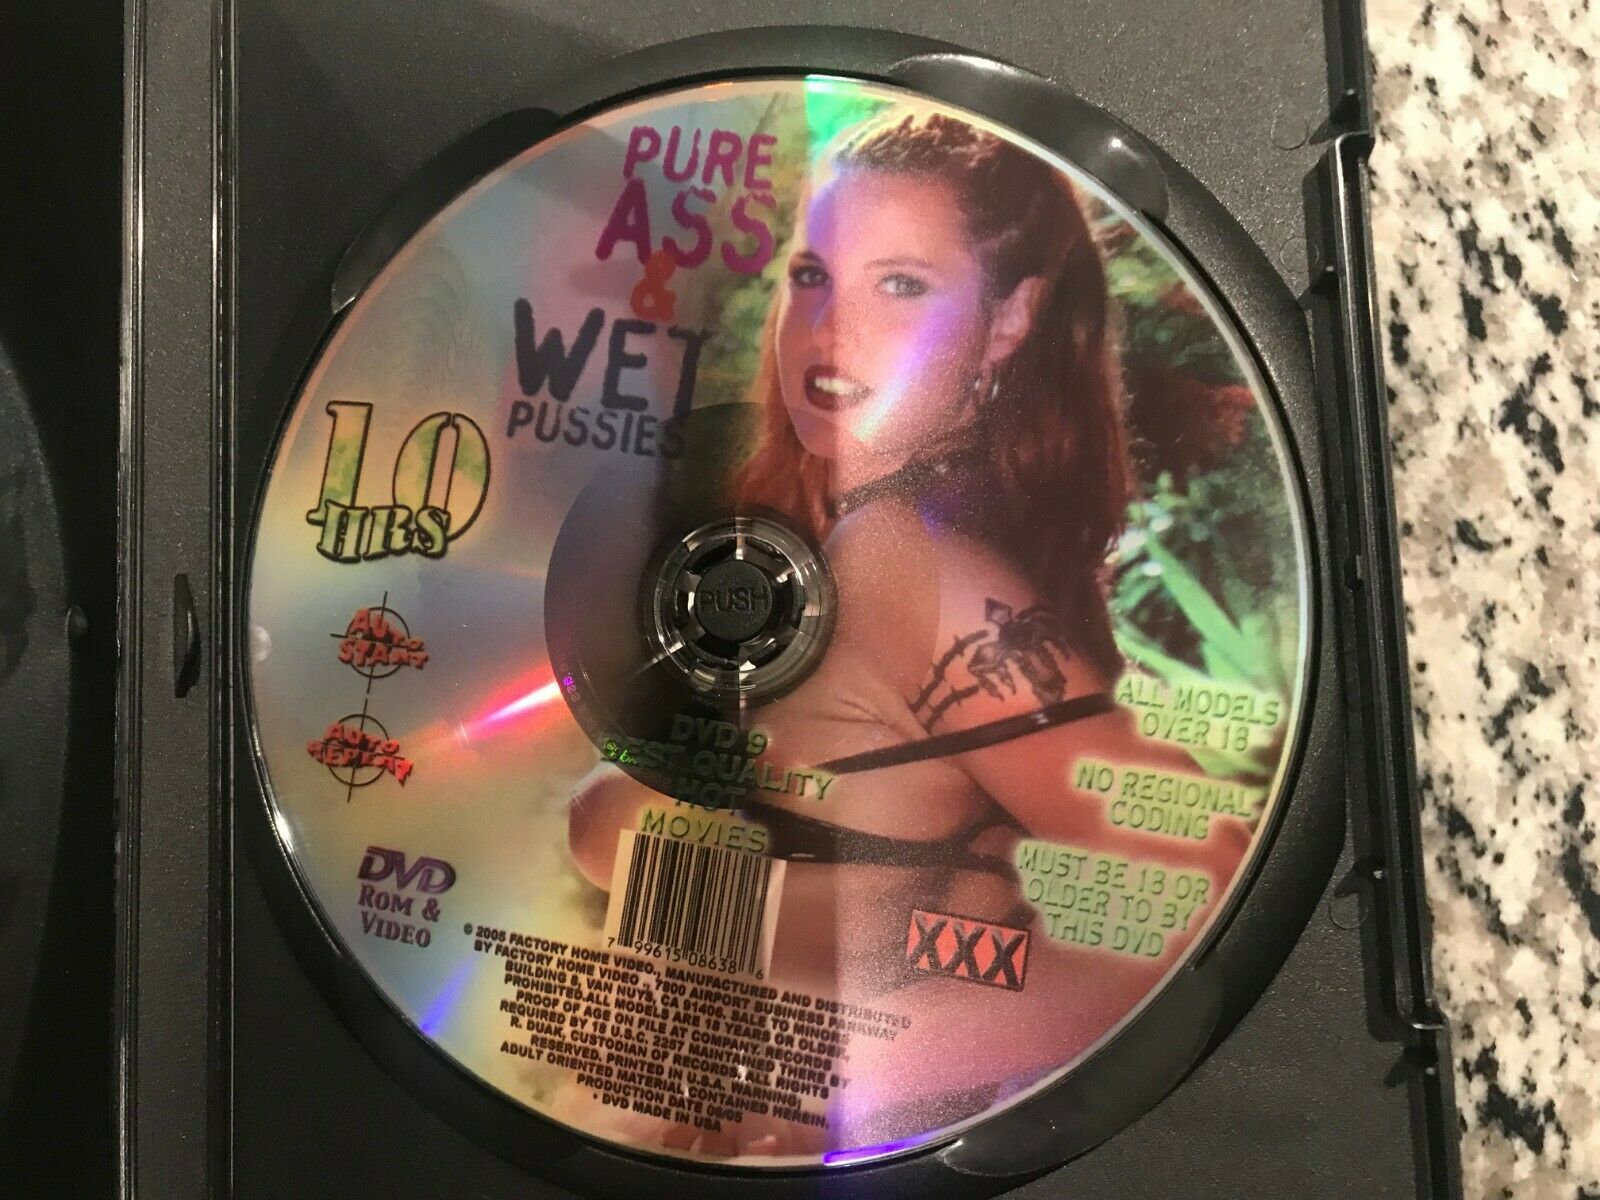 PURE
ASS
&
WET
PUSSIES
10
HRS
AUTO
START
AUTO
REPEAT
DVD
ROM &
VIDEO
PUSH
DVD 9
BEST QUALITY
HOT
MOVIES
ALL MODELS
OVER 18
NO REGIONAL
CODING
MUST BE 18 OR
OLDER TO BY
THIS DVD
XXX
7 99615 08638 6
© 2005 FACTORY HOME VIDEO., MANUFACTURED AND DISTRIBUTED
BY FACTORY HOME VIDEO ., 7800 AIRPORT BUSINESS PARKWAY
BUILDING 5, VAN NUYS, CA 91406. SALE TO MINORS
PROHIBITED.ALL MODELS ARE 18 YEARS OR OLDER.
PROOF OF AGE ON FILE AT COMPANY. RECORDS
REQUIRED BY 18 U.S.C. 2257 MAINTAINED THERE BY
R. DUAK, CUSTODIAN OF RECORDS. ALL RIGHTS
RESERVED. PRINTED IN U.S.A. WARNING,
ADULT ORIENTED MATERIAL CONTAINED HEREIN.
PRODUCTION DATE 06/05
• DVD MADE IN USA